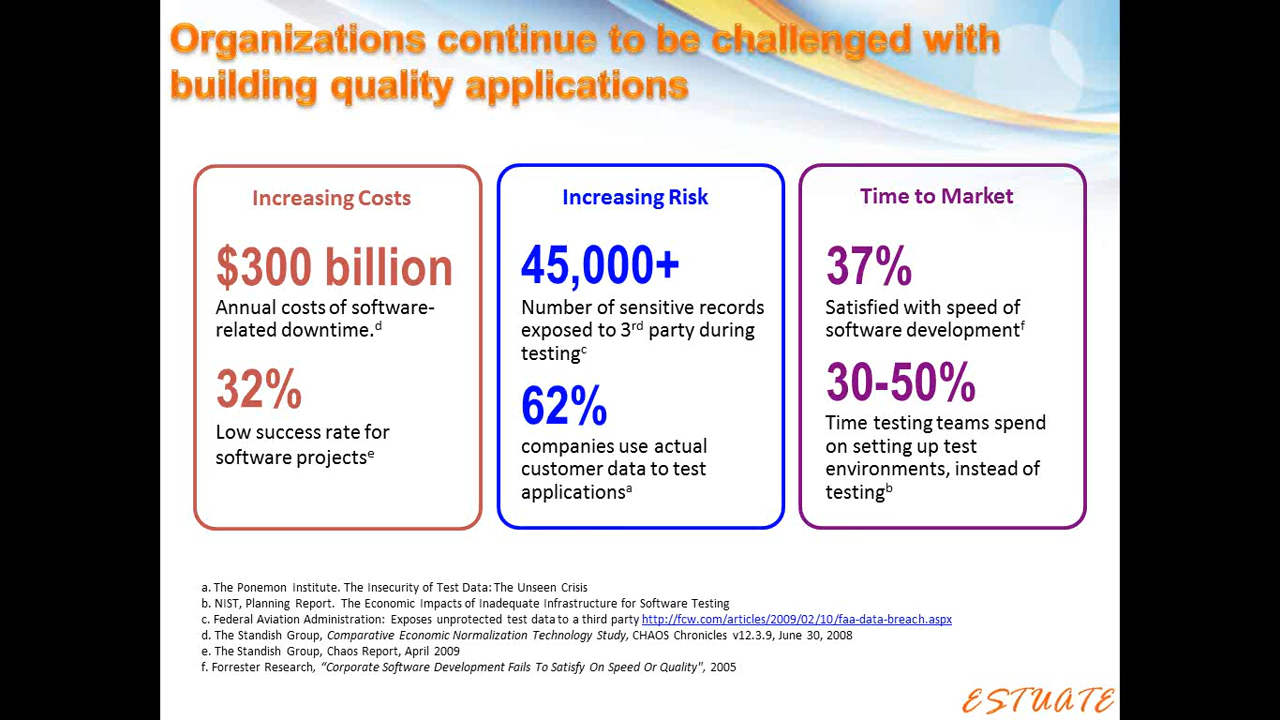 Organizations continue to be challenged with
building quality applications
Increasing Costs
$300 billion
Annual costs of software-
related downtime.d
32%
Low success rate for
software projectse
Increasing Risk
45,000+
Number of sensitive records
exposed to 3rd party during
testingc
62%
companies use actual
customer data to test
applicationsa
Time to Market
37%
Satisfied with speed of
software developmentf
30-50%
Time testing teams spend
on setting up test
environments, instead of
testingb
a. The Ponemon Institute. The Insecurity of Test Data: The Unseen Crisis
b. NIST, Planning Report. The Economic Impacts of Inadequate Infrastructure for Software Testing
c. Federal Aviation Administration: Exposes unprotected test data to a third party http://fcw.com/articles/2009/02/10/faa-data-breach.aspx
d. The Standish Group, Comparative Economic Normalization Technology Study, CHAOS Chronicles v12.3.9, June 30, 2008
e. The Standish Group, Chaos Report, April 2009
f. Forrester Research, “Corporate Software Development Fails To Satisfy On Speed Or Quality", 2005
ESTUATE